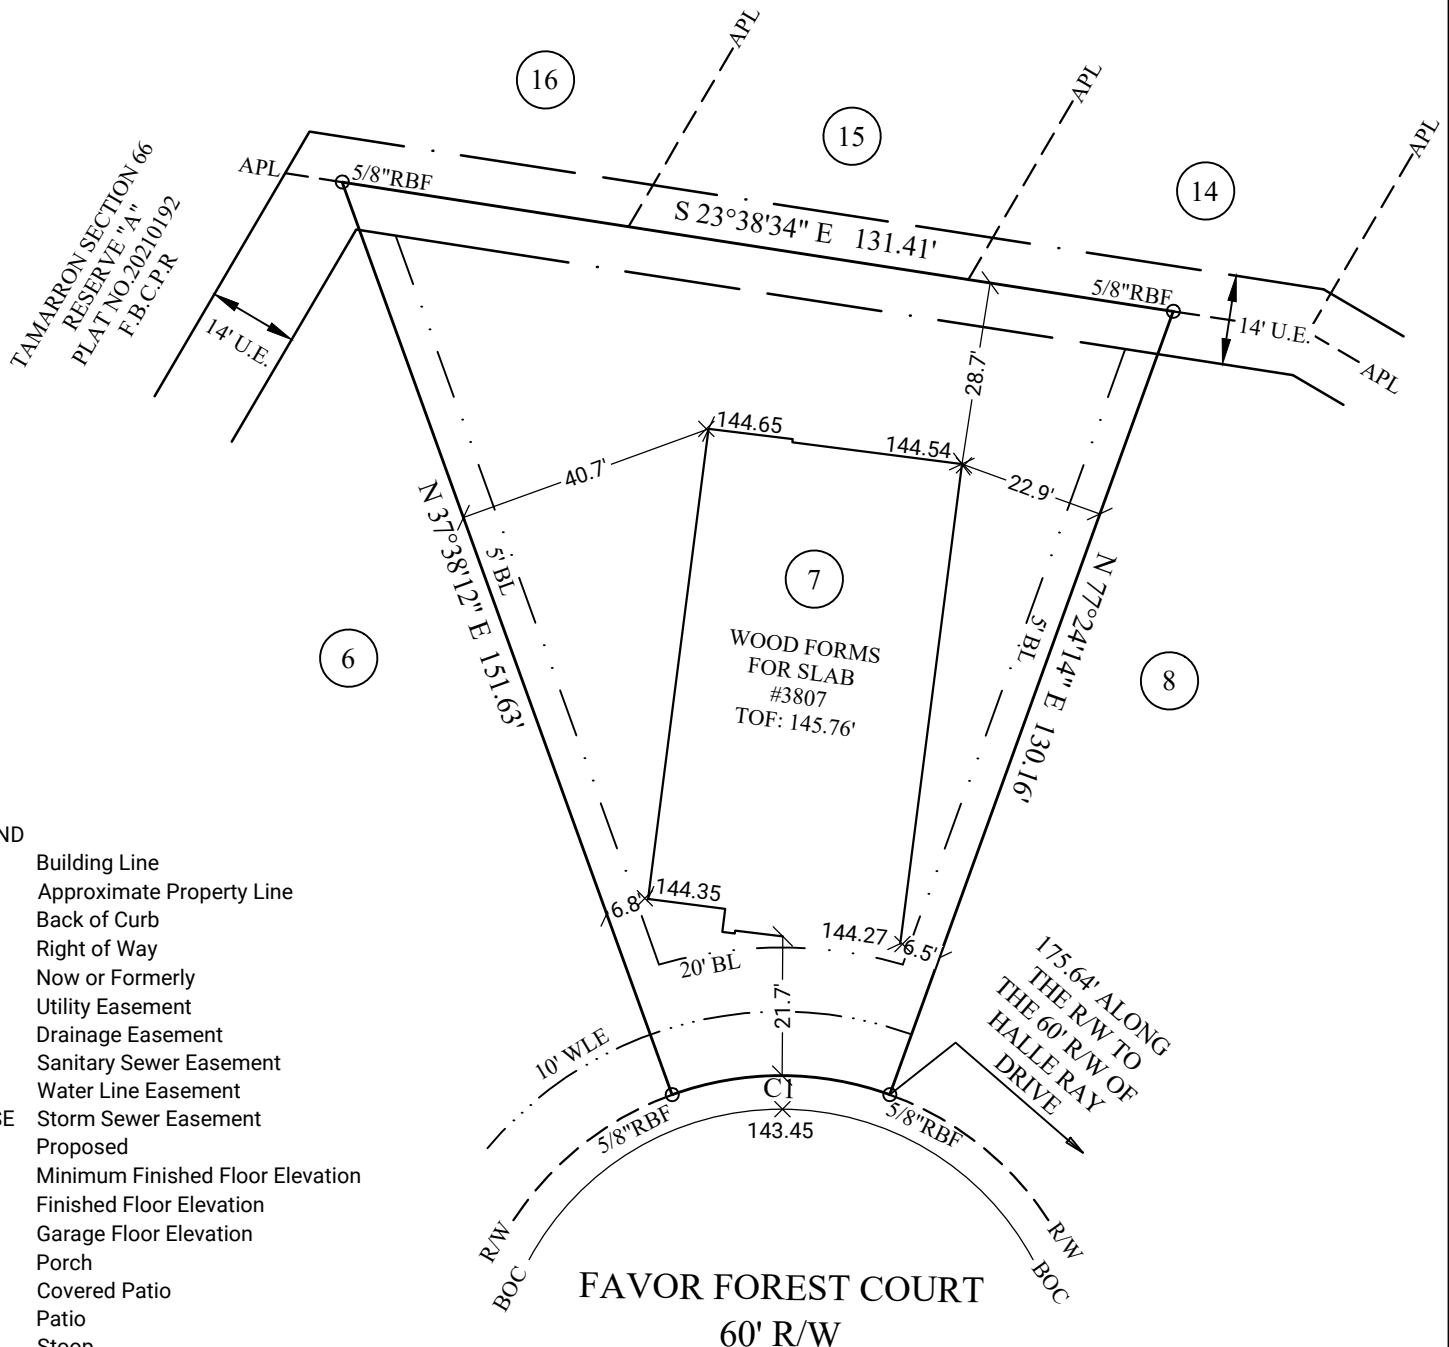 16
15
14
APL
APL
APL
APL
APL
5/8"RBF
S 23°38'34" E 131.41'
5/8"RBF
TAMARRON SECTION 66
RESERVE "A"
PLAT NO.20210192
F.B.C.P.R
14' U.E.
14' U.E.
28.7'
144.65
144.54
40.7'
22.9'
N 37°38'12" E 151.63'
5' BL
7
WOOD FORMS
FOR SLAB
#3807
TOF: 145.76'
N 77°24'14" E 130.16'
5' BL
6
8
144.35
6.8'
144.27
6.5'
20' BL
21.7'
10' WLE
C1
5/8"RBF
5/8"RBF
143.45
175.64' ALONG
THE R/W TO
THE 60' R/W OF
HALLE RAY
DRIVE
R/W
BOC
R/W
BOC
FAVOR FOREST COURT
60' R/W
ND
Building Line
Approximate Property Line
Back of Curb
Right of Way
Now or Formerly
Utility Easement
Drainage Easement
Sanitary Sewer Easement
Water Line Easement
SE Storm Sewer Easement
Proposed
Minimum Finished Floor Elevation
Finished Floor Elevation
Garage Floor Elevation
Porch
Covered Patio
Patio
Stoop